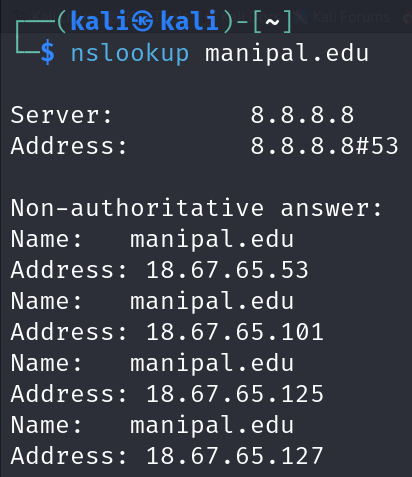 ┌──(kali㉿kali)-[~]
└─$ nslookup manipal.edu
Server: 8.8.8.8
Address: 8.8.8.8#53
Non-authoritative answer:
Name: manipal.edu
Address: 18.67.65.53
Name: manipal.edu
Address: 18.67.65.101
Name: manipal.edu
Address: 18.67.65.125
Name: manipal.edu
Address: 18.67.65.127